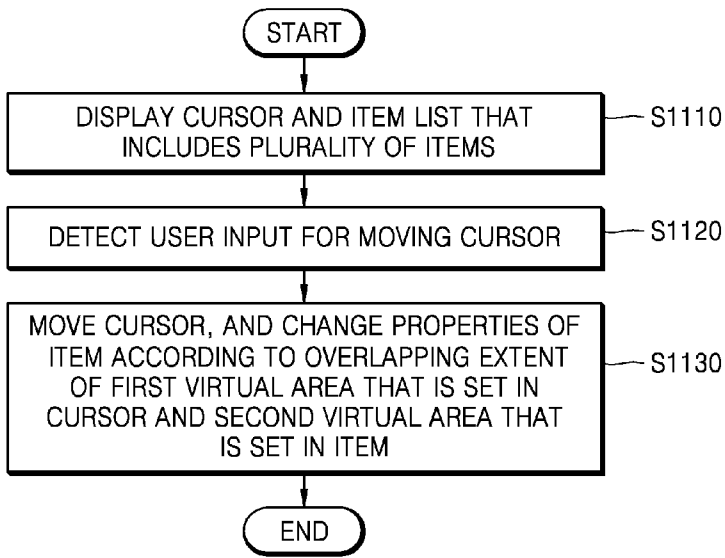 START
DISPLAY CURSOR AND ITEM LIST THAT
INCLUDES PLURALITY OF ITEMS
S1110
DETECT USER INPUT FOR MOVING CURSOR
S1120
MOVE CURSOR, AND CHANGE PROPERTIES OF
ITEM ACCORDING TO OVERLAPPING EXTENT
OF FIRST VIRTUAL AREA THAT IS SET IN
CURSOR AND SECOND VIRTUAL AREA THAT
IS SET IN ITEM
S1130
END